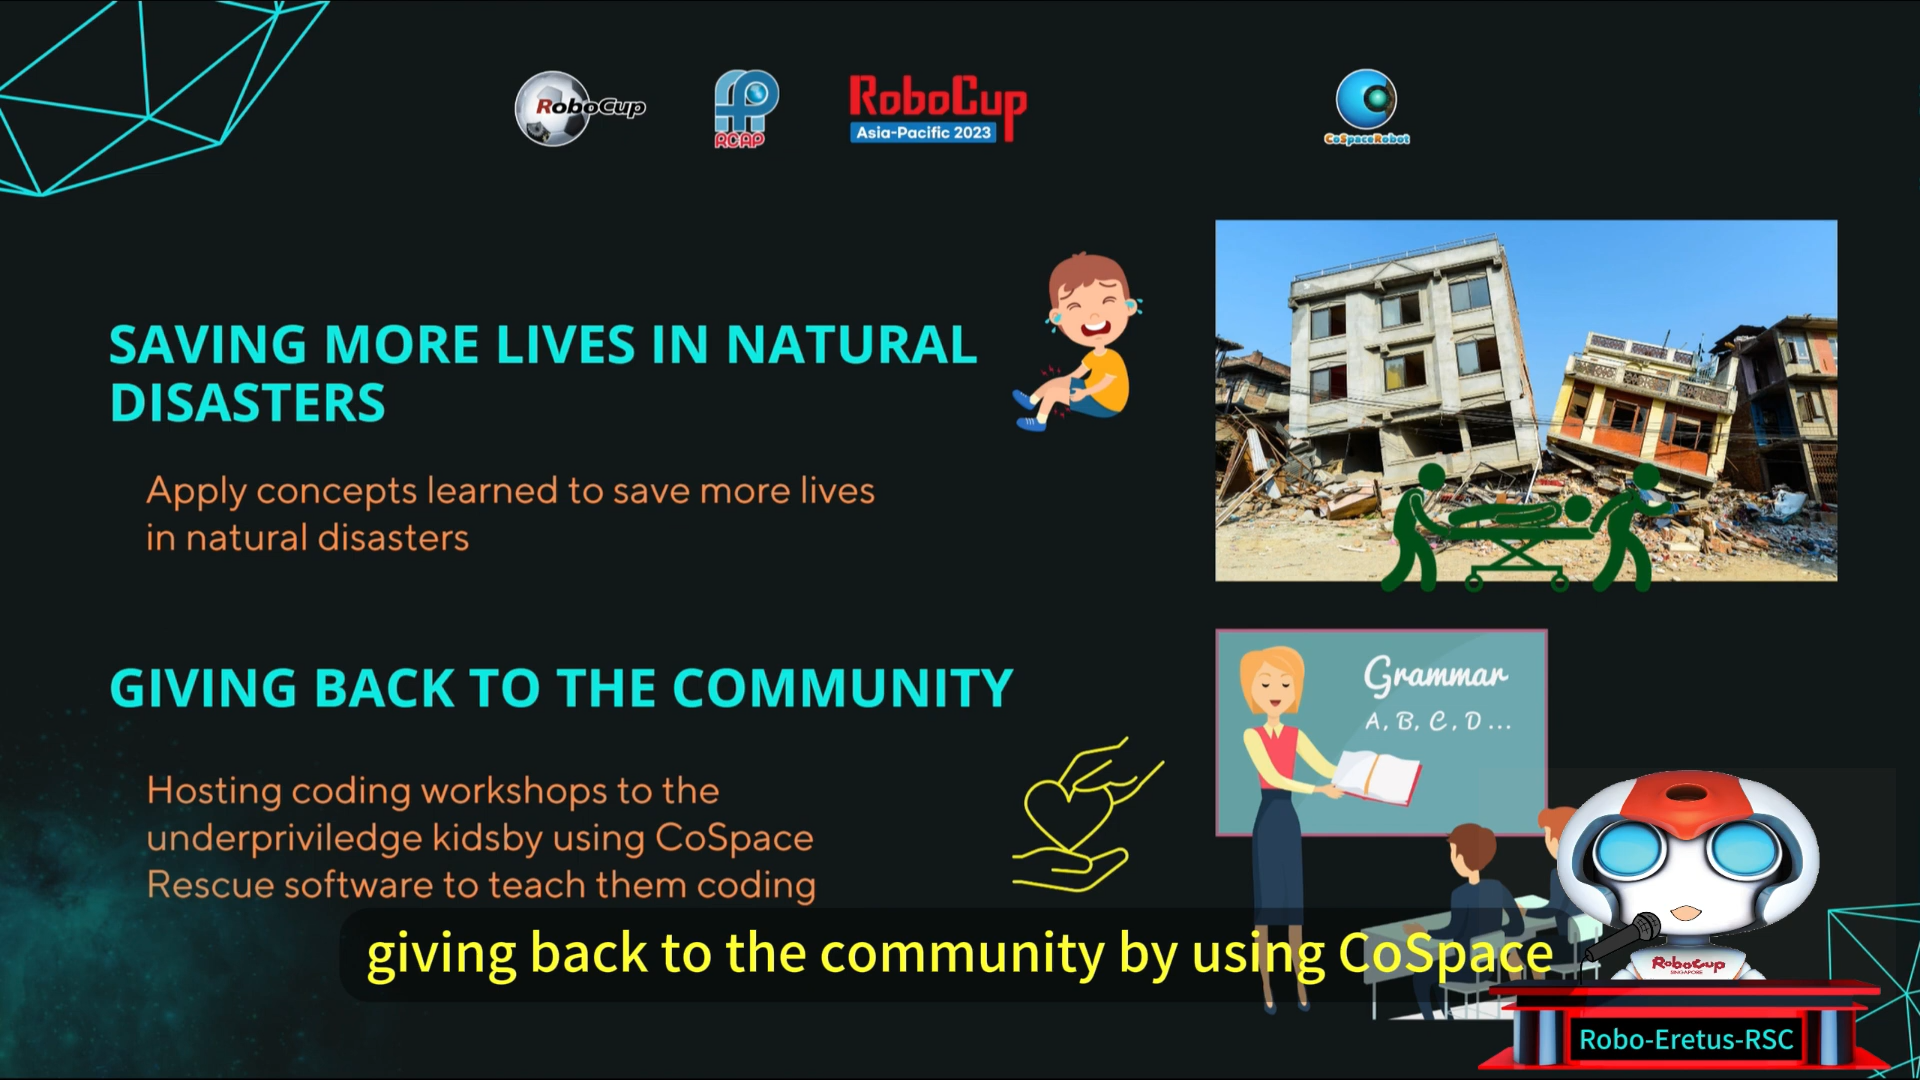 RoboCup
RCAP
RoboCup
Asia-Pacific 2023
CoSpaceRobot
SAVING MORE LIVES IN NATURAL
DISASTERS
Apply concepts learned to save more lives
in natural disasters
GIVING BACK TO THE COMMUNITY
Grammar
A, B, C, D ...
Hosting coding workshops to the
underpriviledge kidsby using CoSpace
Rescue software to teach them coding
giving back to the community by using CoSpace
RoboCup
SINGAPORE
Robo-Eretus-RSC